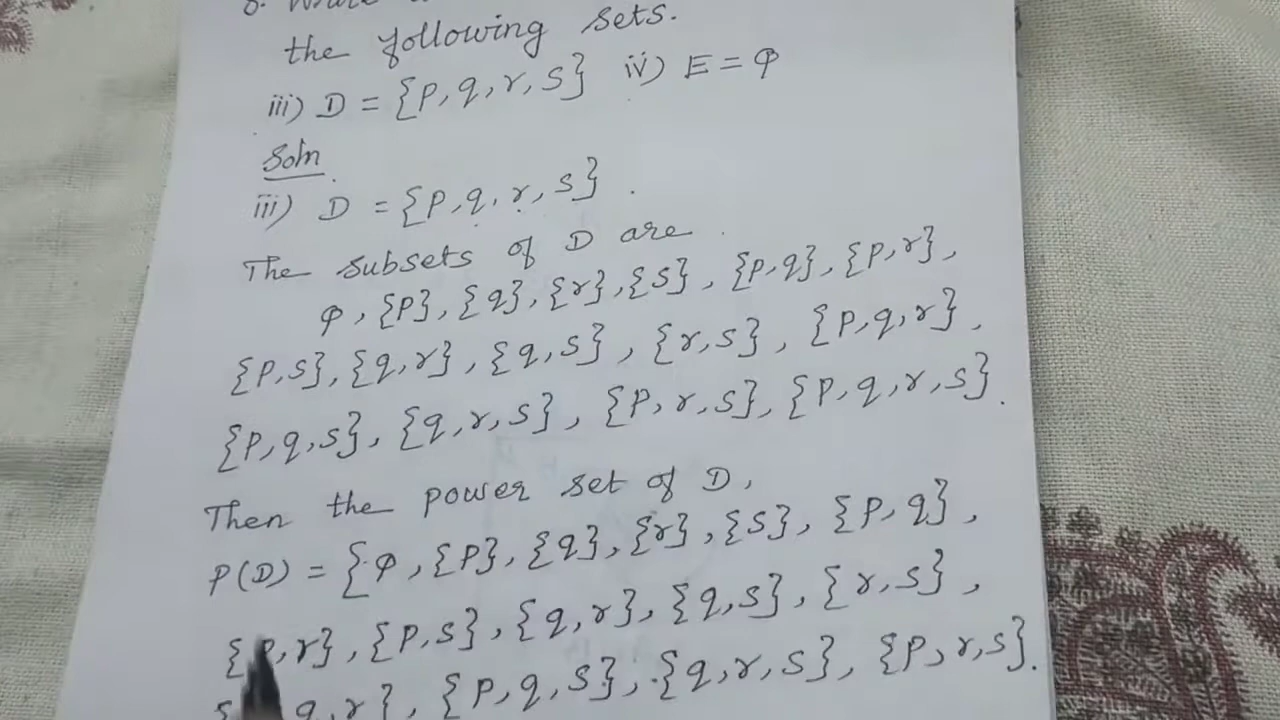 the following sets.
iii) D = {p, q, r, s} iv) E = φ
Soln
iii) D = {p, q, r, s}.
The subsets of D are
φ, {p}, {q}, {r}, {s}, {p, q}, {p, r},
{p, s}, {q, r}, {q, s}, {r, s}, {p, q, r},
{p, q, s}, {q, r, s}, {p, r, s}, {p, q, r, s}.
Then the power set of D,
P(D) = {φ, {p}, {q}, {r}, {s}, {p, q},
{p, r}, {p, s}, {q, r}, {q, s}, {r, s},
q, r}, {p, q, s}, {q, r, s}, {p, r, s}.